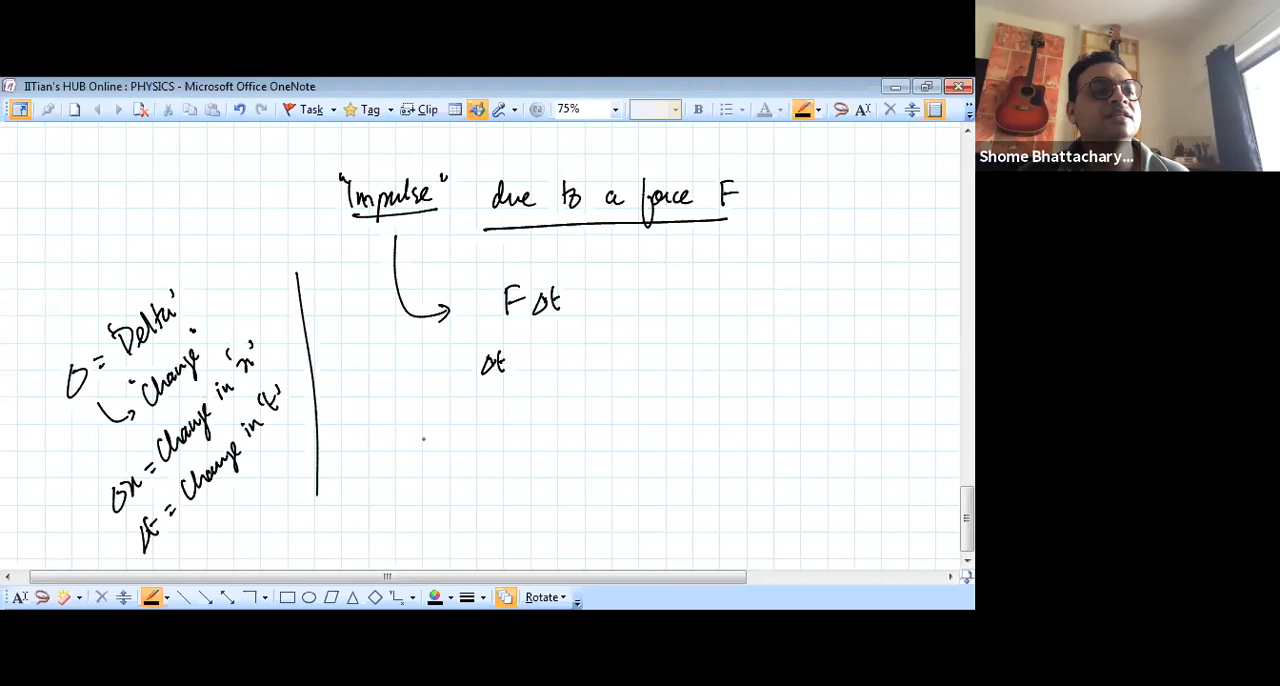 IITian's HUB Online : PHYSICS - Microsoft Office OneNote
Task Tag Clip 75% B A A
Shome Bhattachary...
"Impulse" due to a force F
F Δt
Δt
Δ = 'Delta'
"Change"
Δx = Change in 'x'
Δt = Change in 't'
A Rotate